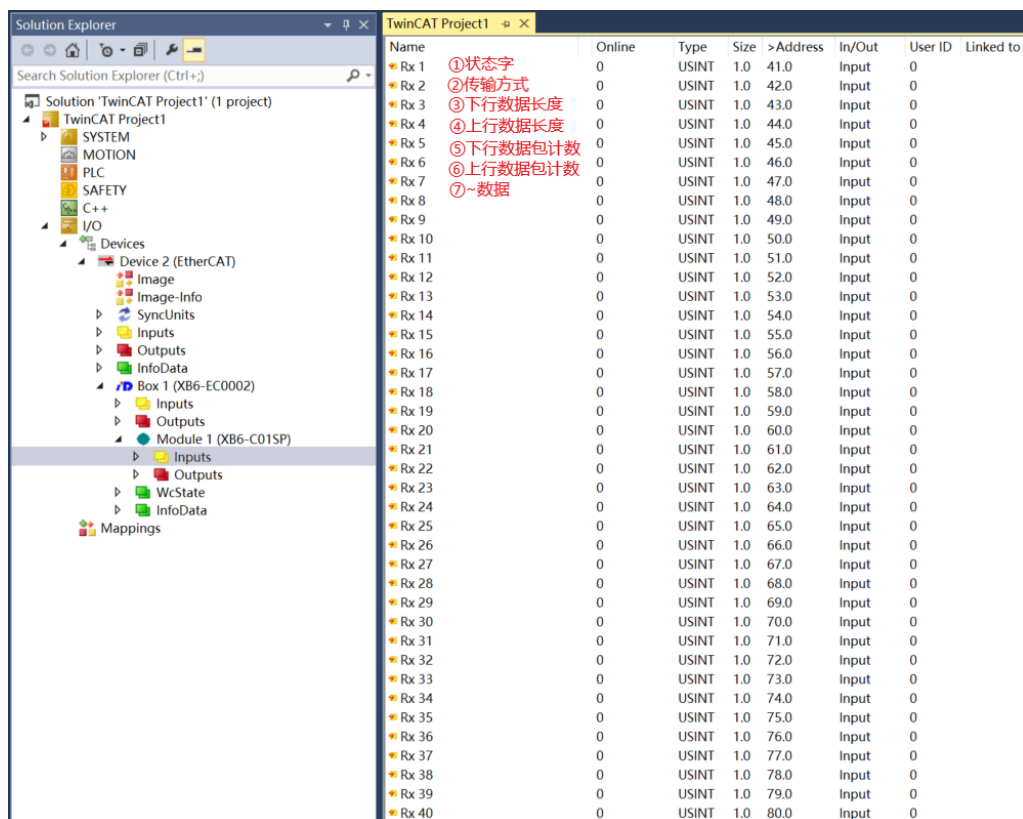 Solution Explorer
Search Solution Explorer (Ctrl+;)
Solution 'TwinCAT Project1' (1 project)
TwinCAT Project1
SYSTEM
MOTION
PLC
SAFETY
C++
I/O
Devices
Device 2 (EtherCAT)
Image
Image-Info
SyncUnits
Inputs
Outputs
InfoData
Box 1 (XB6-EC0002)
Inputs
Outputs
Module 1 (XB6-C01SP)
Inputs
Outputs
WcState
InfoData
Mappings
TwinCAT Project1
Name Online Type Size >Address In/Out User ID Linked to
Rx 1 ①状态字 0 USINT 1.0 41.0 Input 0
Rx 2 ②传输方式 0 USINT 1.0 42.0 Input 0
Rx 3 ③下行数据长度 0 USINT 1.0 43.0 Input 0
Rx 4 ④上行数据长度 0 USINT 1.0 44.0 Input 0
Rx 5 ⑤下行数据包计数 0 USINT 1.0 45.0 Input 0
Rx 6 ⑥上行数据包计数 0 USINT 1.0 46.0 Input 0
Rx 7 ⑦~数据 0 USINT 1.0 47.0 Input 0
Rx 8 0 USINT 1.0 48.0 Input 0
Rx 9 0 USINT 1.0 49.0 Input 0
Rx 10 0 USINT 1.0 50.0 Input 0
Rx 11 0 USINT 1.0 51.0 Input 0
Rx 12 0 USINT 1.0 52.0 Input 0
Rx 13 0 USINT 1.0 53.0 Input 0
Rx 14 0 USINT 1.0 54.0 Input 0
Rx 15 0 USINT 1.0 55.0 Input 0
Rx 16 0 USINT 1.0 56.0 Input 0
Rx 17 0 USINT 1.0 57.0 Input 0
Rx 18 0 USINT 1.0 58.0 Input 0
Rx 19 0 USINT 1.0 59.0 Input 0
Rx 20 0 USINT 1.0 60.0 Input 0
Rx 21 0 USINT 1.0 61.0 Input 0
Rx 22 0 USINT 1.0 62.0 Input 0
Rx 23 0 USINT 1.0 63.0 Input 0
Rx 24 0 USINT 1.0 64.0 Input 0
Rx 25 0 USINT 1.0 65.0 Input 0
Rx 26 0 USINT 1.0 66.0 Input 0
Rx 27 0 USINT 1.0 67.0 Input 0
Rx 28 0 USINT 1.0 68.0 Input 0
Rx 29 0 USINT 1.0 69.0 Input 0
Rx 30 0 USINT 1.0 70.0 Input 0
Rx 31 0 USINT 1.0 71.0 Input 0
Rx 32 0 USINT 1.0 72.0 Input 0
Rx 33 0 USINT 1.0 73.0 Input 0
Rx 34 0 USINT 1.0 74.0 Input 0
Rx 35 0 USINT 1.0 75.0 Input 0
Rx 36 0 USINT 1.0 76.0 Input 0
Rx 37 0 USINT 1.0 77.0 Input 0
Rx 38 0 USINT 1.0 78.0 Input 0
Rx 39 0 USINT 1.0 79.0 Input 0
Rx 40 0 USINT 1.0 80.0 Input 0